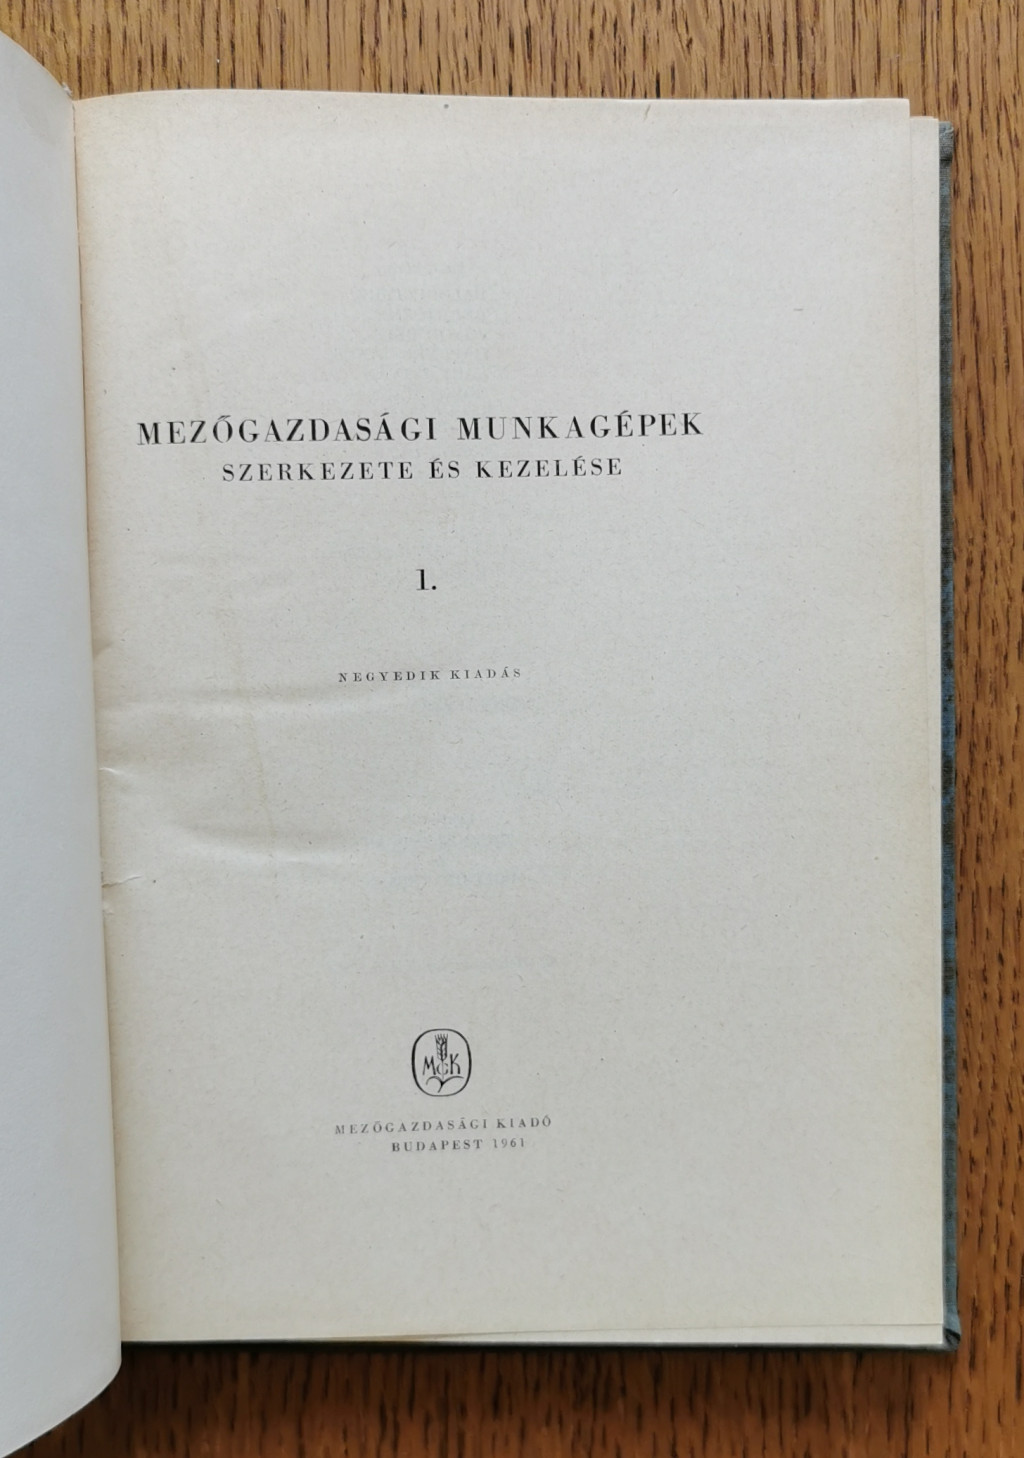 MEZŐGAZDASÁGI MUNKAGÉPEK
SZERKEZETE ÉS KEZELÉSE
1.
NEGYEDIK KIADÁS
MGK
MEZŐGAZDASÁGI KIADÓ
BUDAPEST 1961